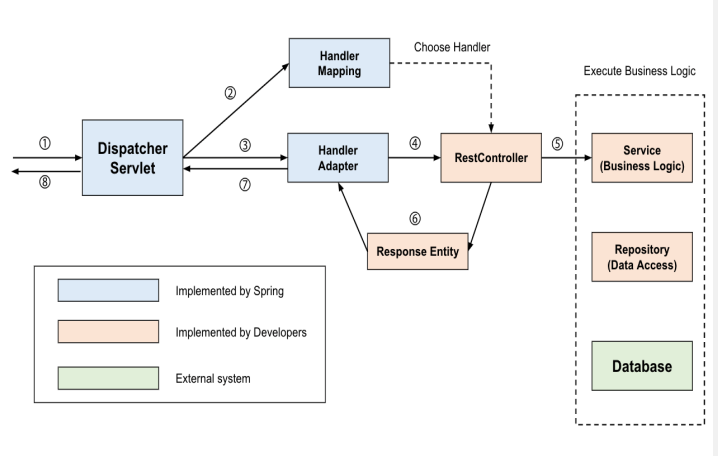 Handler
Mapping
Choose Handler
Execute Business Logic
①
②
Dispatcher
Servlet
③
⑦
⑧
Handler
Adapter
④
RestController
⑤
Service
(Business Logic)
⑥
Response Entity
Repository
(Data Access)
Database
Implemented by Spring
Implemented by Developers
External system